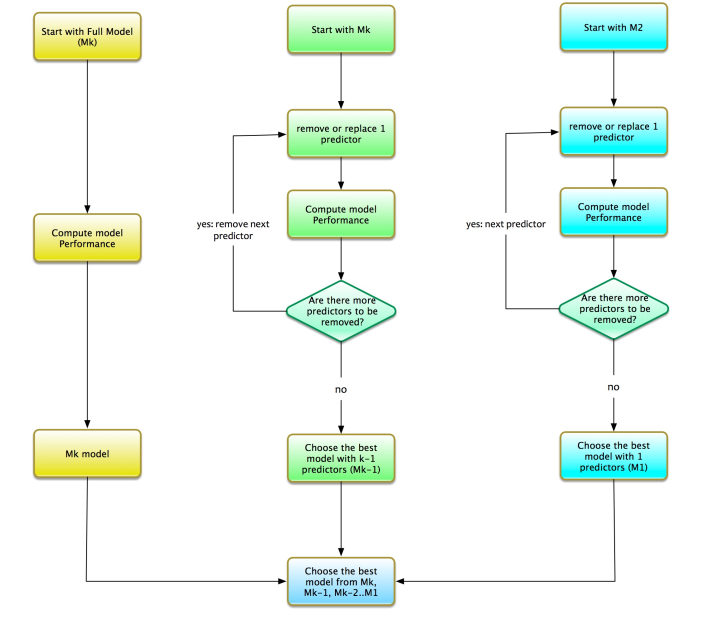 Start with Full Model
(Mk)
Compute model
Performance
Mk model
Start with Mk
remove or replace 1
predictor
Compute model
Performance
yes: remove next
predictor
Are there more
predictors to be
removed?
no
Choose the best
model with k-1
predictors (Mk-1)
Start with M2
remove or replace 1
predictor
Compute model
Performance
yes: next predictor
Are there more
predictors to be
removed?
no
Choose the best
model with 1
predictors (M1)
Choose the best
model from Mk,
Mk-1, Mk-2..M1